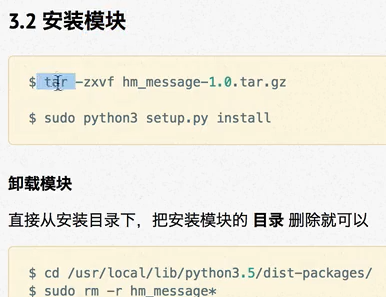 3.2 安装模块
$ tar -zxvf hm_message-1.0.tar.gz
$ sudo python3 setup.py install
卸载模块
直接从安装目录下，把安装模块的 目录 删除就可以
$ cd /usr/local/lib/python3.5/dist-packages/
$ sudo rm -r hm_message*